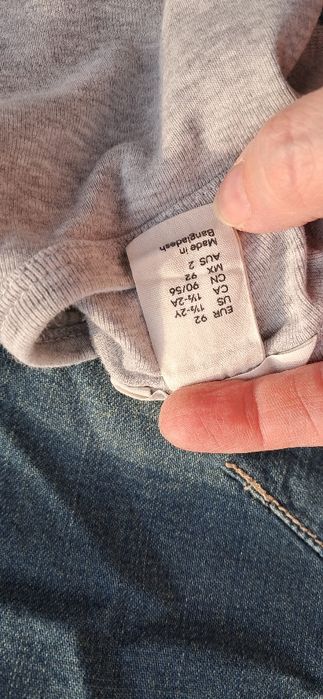 EUR 92
US 1½-2Y
CA 1½-2A
CN 90/56
MX 92
AUS 2
Made in
Bangladesh